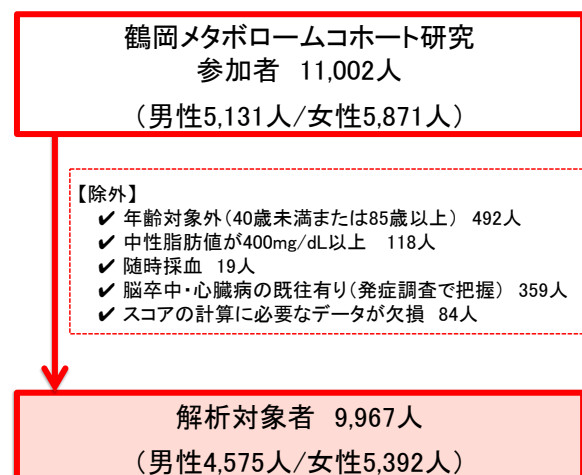 鶴岡メタボロームコホート研究
参加者 11,002人
（男性5,131人/女性5,871人）
【除外】
✔ 年齢対象外（40歳未満または85歳以上） 492人
✔ 中性脂肪値が400mg/dL以上 118人
✔ 随時採血 19人
✔ 脳卒中・心臓病の既往有り（発症調査で把握） 359人
✔ スコアの計算に必要なデータが欠損 84人
解析対象者 9,967人
（男性4,575人/女性5,392人）